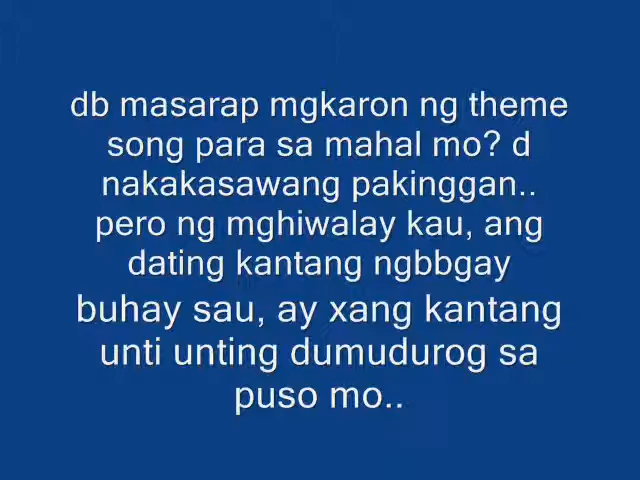 db masarap mgkaron ng theme
song para sa mahal mo? d
nakakasawang pakinggan..
pero ng mghiwalay kau, ang
dating kantang ngbbgay
buhay sau, ay xang kantang
unti unting dumudurog sa
puso mo..